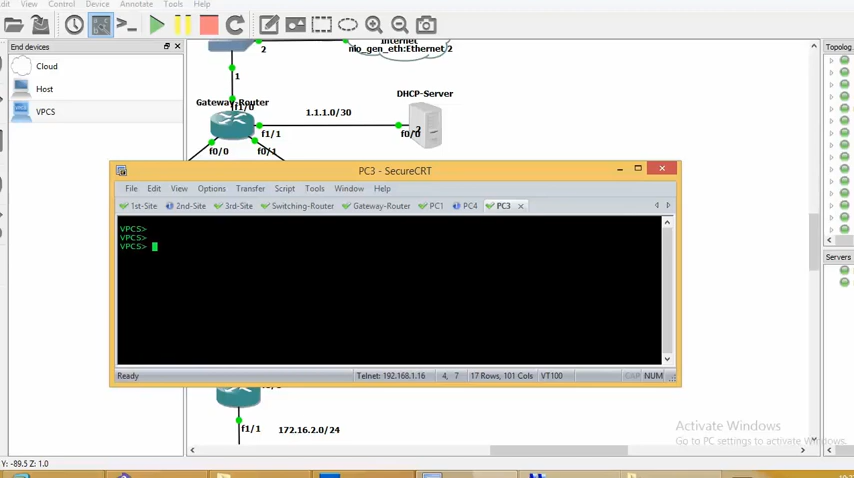 dit View Control Device Annotate Tools Help
End devices
Cloud
Host
VPCS
Internet
nio_gen_eth:Ethernet 2
2
1
f1/0
Gateway-Router
DHCP-Server
1.1.1.0/30
f1/1
f0/0
f0/0
f0/1
PC3 - SecureCRT
File Edit View Options Transfer Script Tools Window Help
1st-Site 2nd-Site 3rd-Site Switching-Router Gateway-Router PC1 PC4 PC3
VPCS>
VPCS>
VPCS>
Ready Telnet: 192.168.1.16 4, 7 17 Rows, 101 Cols VT100 CAP NUM
f1/1
172.16.2.0/24
Topolog
Servers
Activate Windows
Go to PC settings to activate Windows.
X: -89.5 Z: 1.0